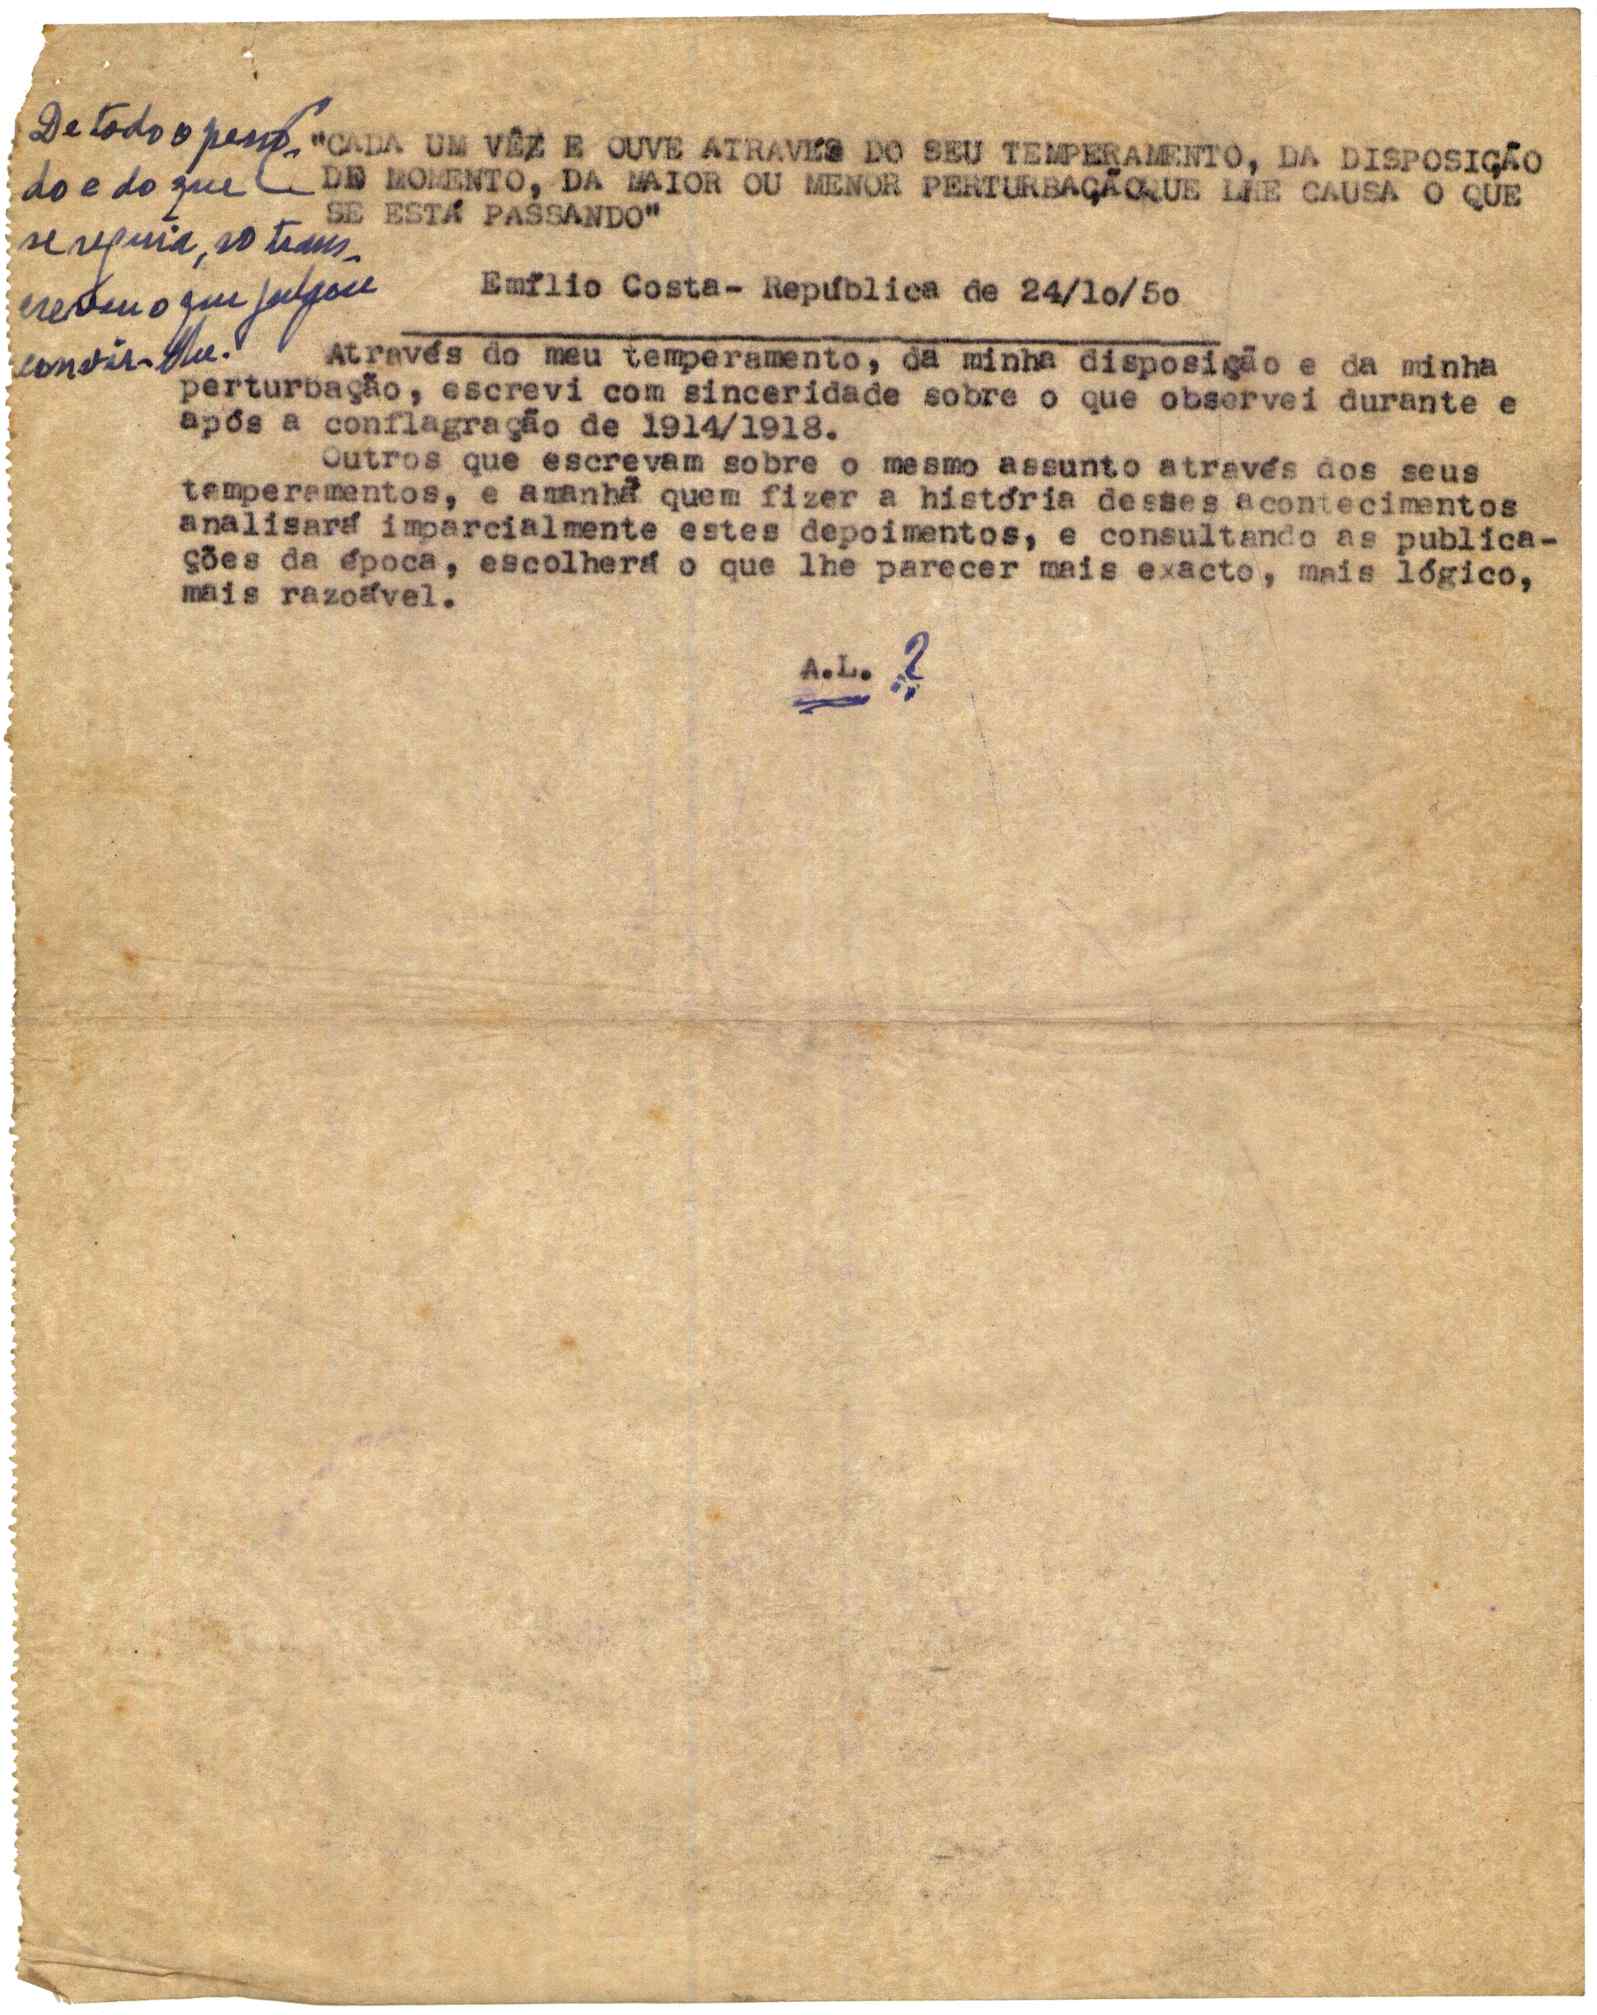 De todo o perío-
do e do que
se seguia, só trans-
creveu o que julgou
convir-lhe.
"CADA UM VÊZ E OUVE ATRAVÉS DO SEU TEMPERAMENTO, DA DISPOSIÇÃO
DE MOMENTO, DA MAIOR OU MENOR PERTURBAÇÃOQUE LHE CAUSA O QUE
SE ESTÁ PASSANDO"
Emílio Costa- República de 24/1o/5o
Através do meu temperamento, da minha disposição e da minha
perturbação, escrevi com sinceridade sobre o que observei durante e
após a conflagração de 1914/1918.
Outros que escrevam sobre o mesmo assunto através dos seus
temperamentos, e amanhã quem fizer a história desses acontecimentos
analisará imparcialmente estes depoimentos, e consultando as publica-
ções da época, escolherá o que lhe parecer mais exacto, mais lógico,
mais razoável.
A.L. ?